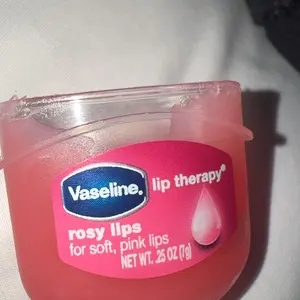 Vaseline. lip therapy®
rosy lips
for soft, pink lips
NET WT. .25 OZ (7g)